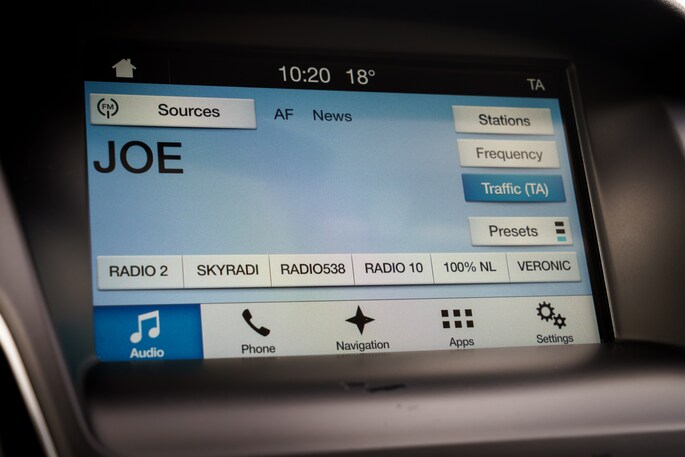 10:20 18° TA
FM Sources AF News Stations
Frequency
JOE
Traffic (TA)
Presets
RADIO 2 SKYRADI RADIO538 RADIO 10 100% NL VERONIC
Audio Phone Navigation Apps Settings